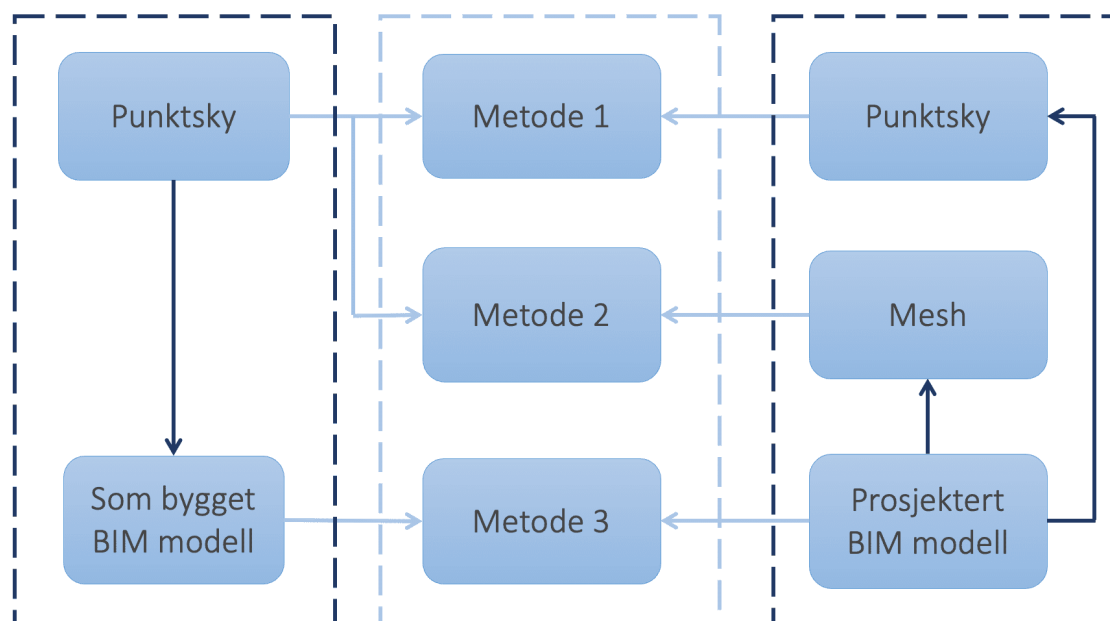 Punktsky
Metode 1
Punktsky
Metode 2
Mesh
Som bygget
BIM modell
Metode 3
Prosjektert
BIM modell